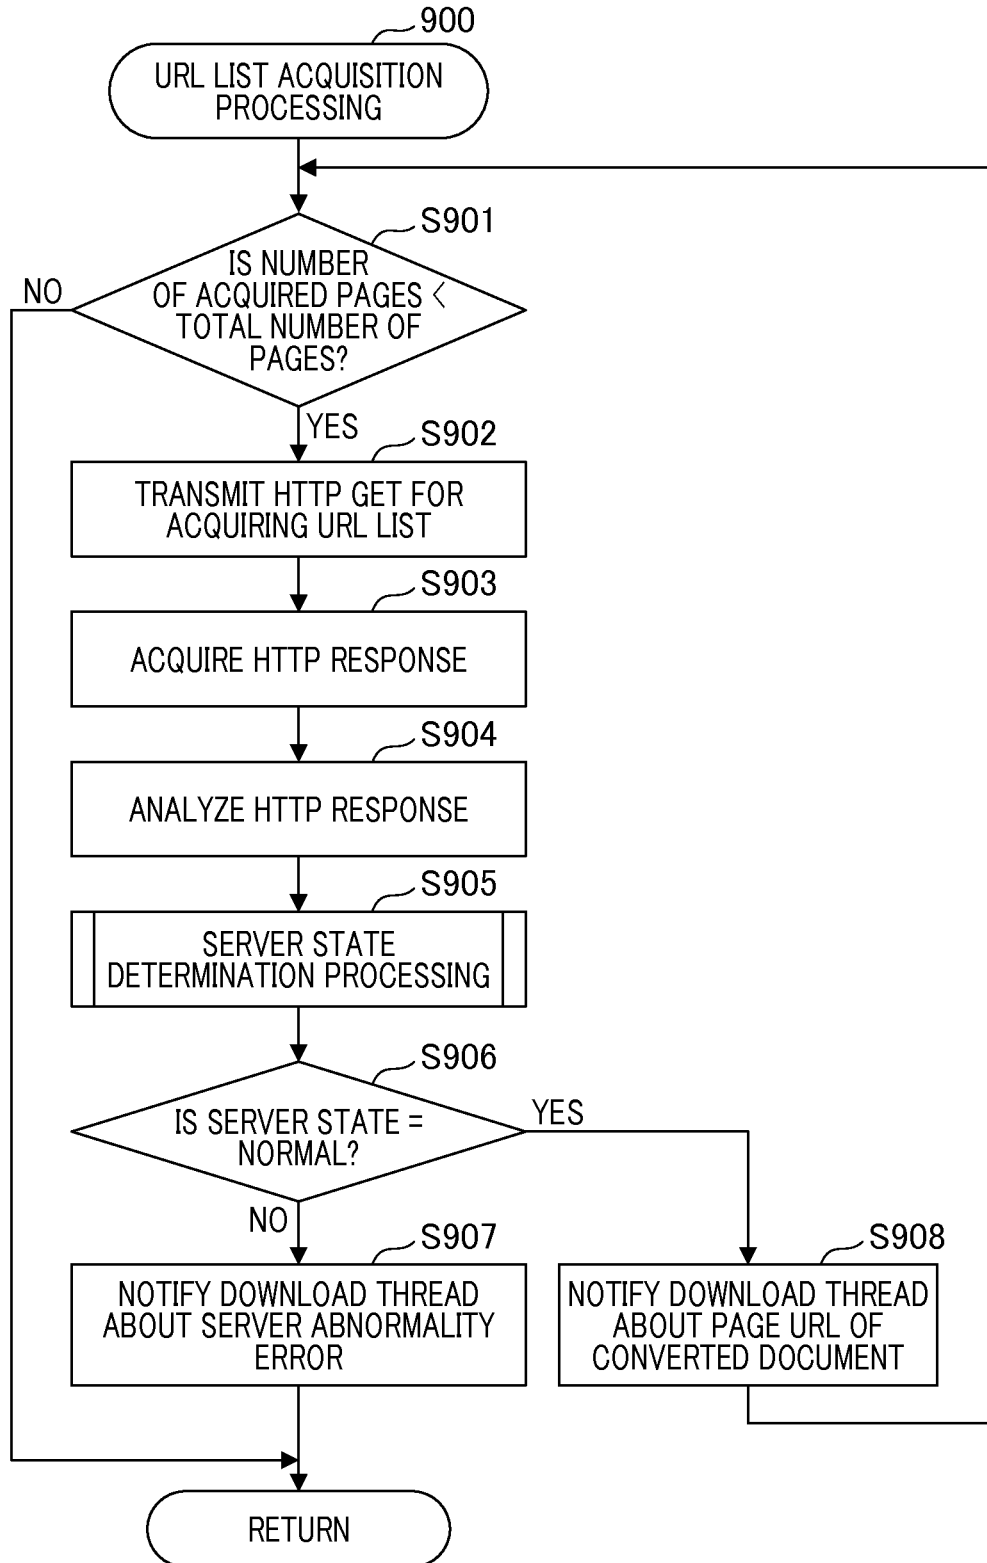 900
URL LIST ACQUISITION
PROCESSING
S901
IS NUMBER
OF ACQUIRED PAGES <
TOTAL NUMBER OF
PAGES?
NO
YES
S902
TRANSMIT HTTP GET FOR
ACQUIRING URL LIST
S903
ACQUIRE HTTP RESPONSE
S904
ANALYZE HTTP RESPONSE
S905
SERVER STATE
DETERMINATION PROCESSING
S906
IS SERVER STATE =
NORMAL?
YES
NO
S907
NOTIFY DOWNLOAD THREAD
ABOUT SERVER ABNORMALITY
ERROR
S908
NOTIFY DOWNLOAD THREAD
ABOUT PAGE URL OF
CONVERTED DOCUMENT
RETURN